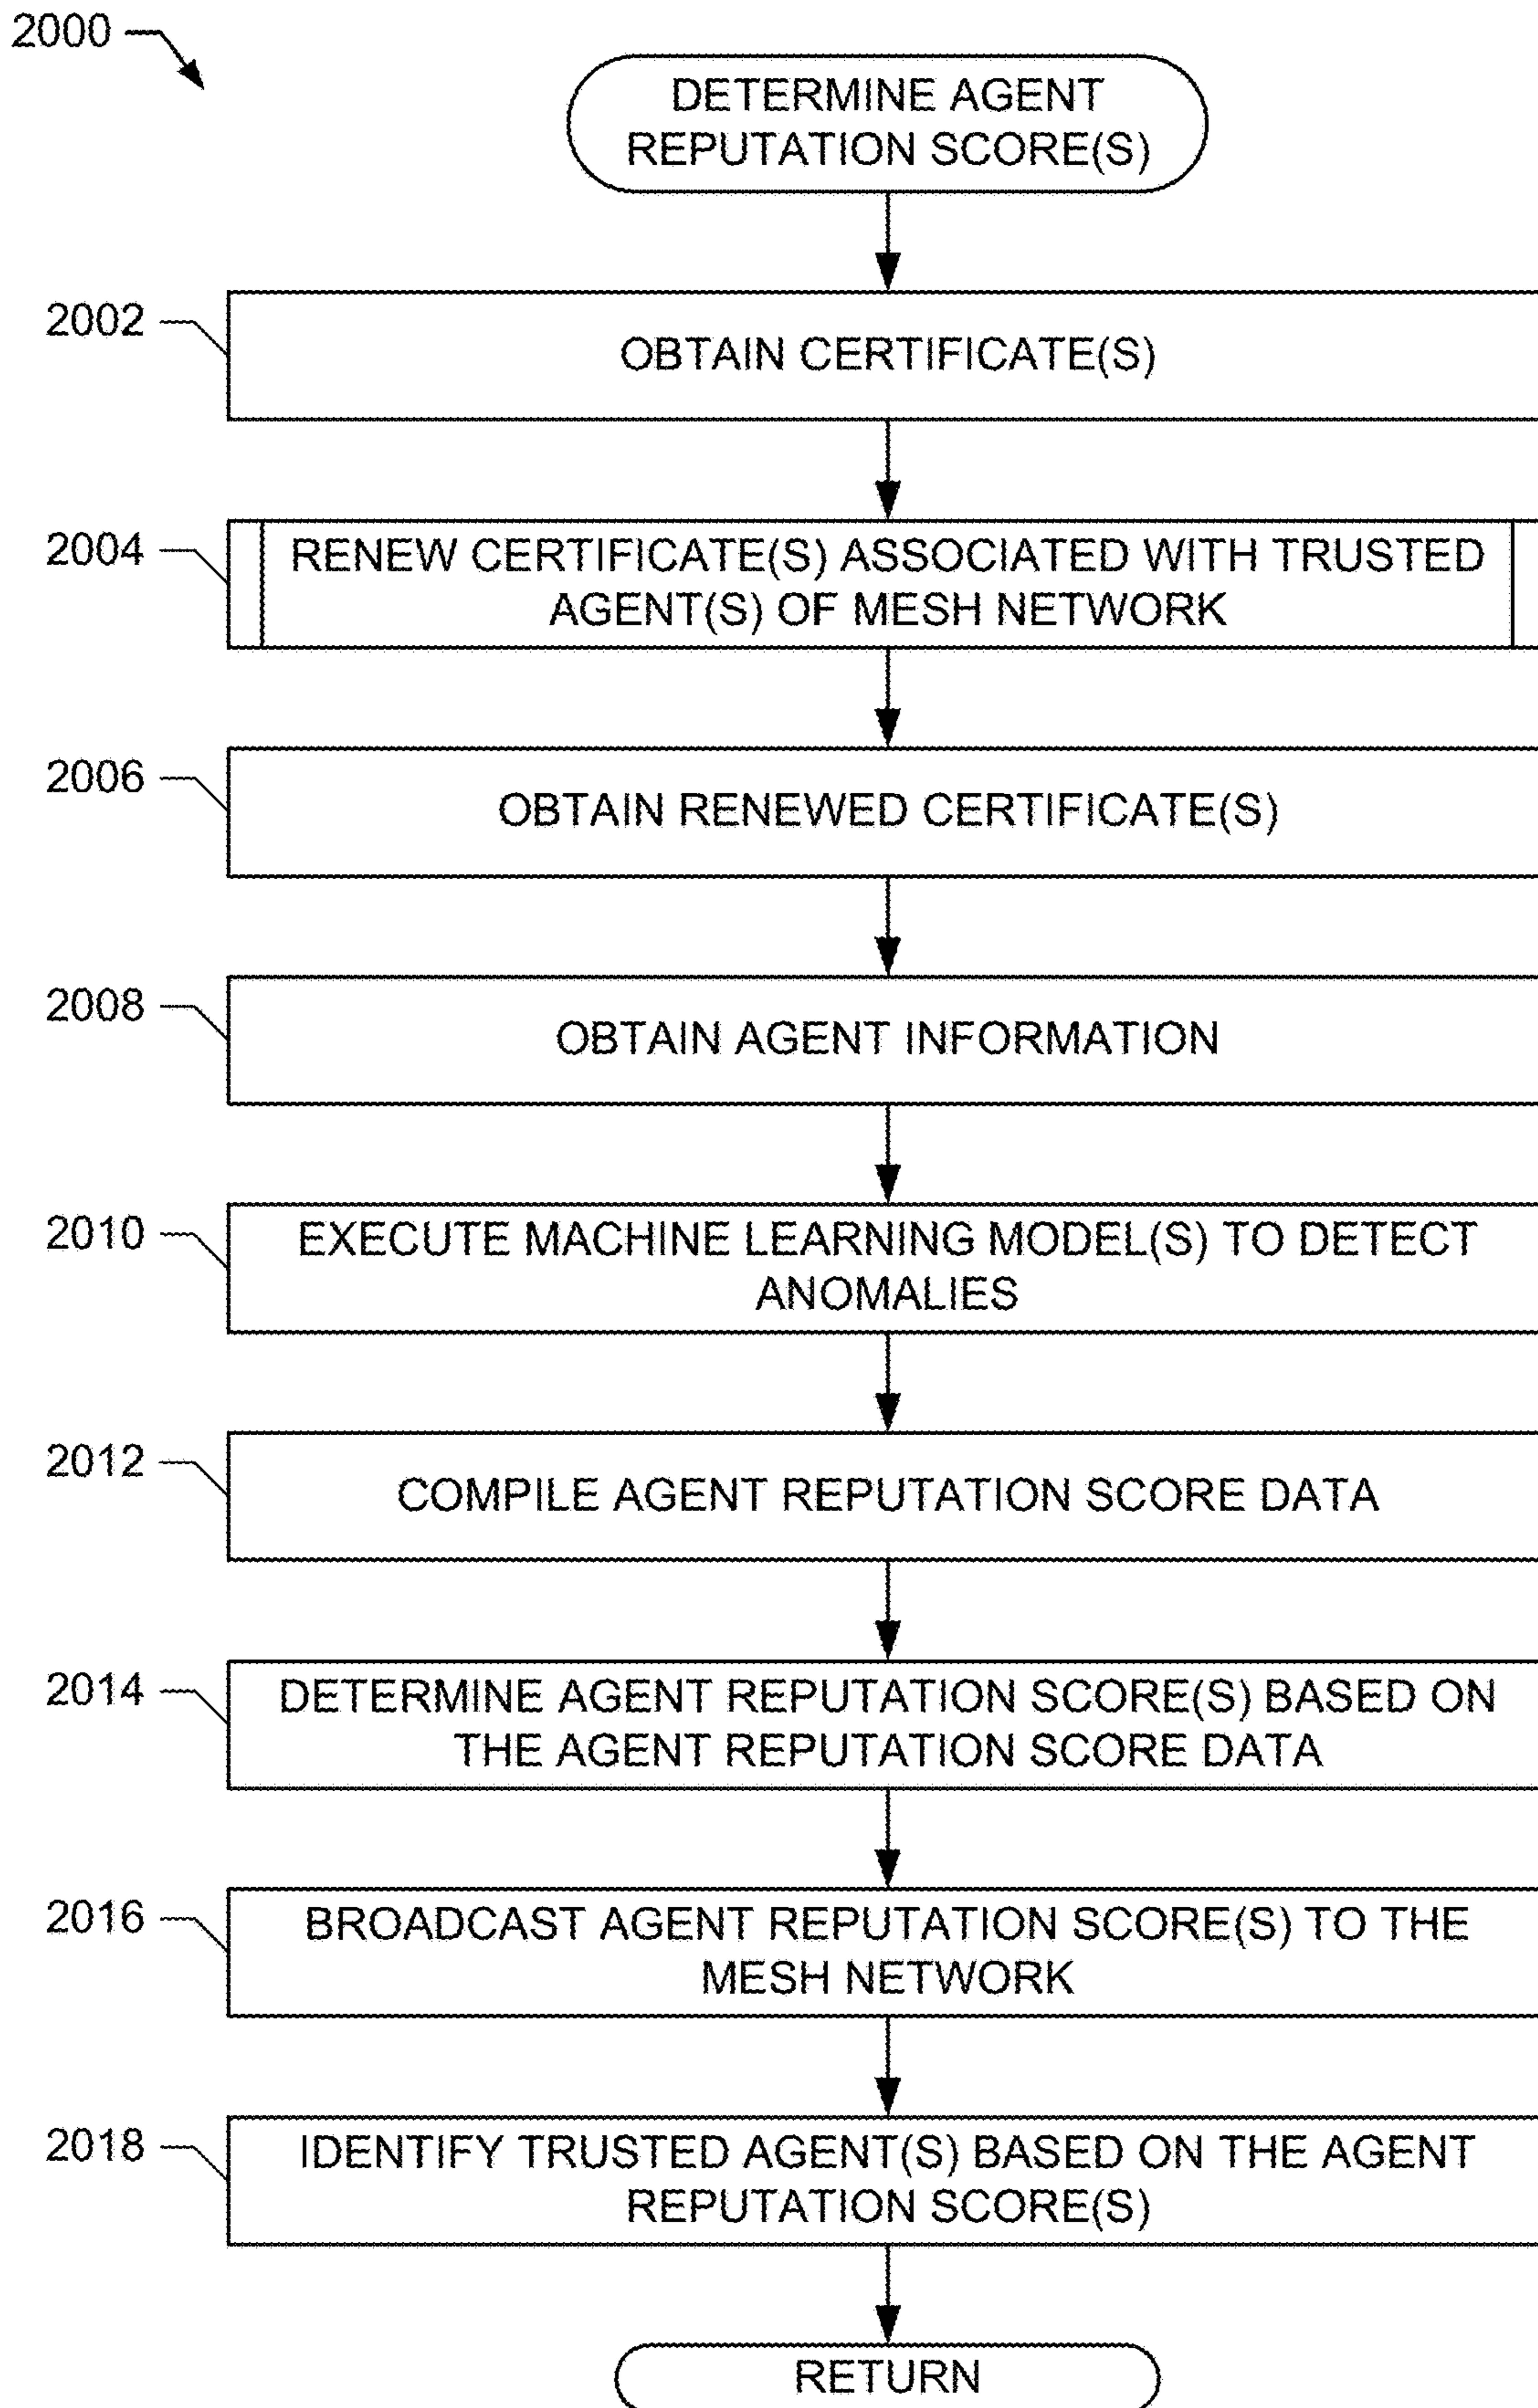 2000
DETERMINE AGENT
REPUTATION SCORE(S)
2002
OBTAIN CERTIFICATE(S)
2004
RENEW CERTIFICATE(S) ASSOCIATED WITH TRUSTED
AGENT(S) OF MESH NETWORK
2006
OBTAIN RENEWED CERTIFICATE(S)
2008
OBTAIN AGENT INFORMATION
2010
EXECUTE MACHINE LEARNING MODEL(S) TO DETECT
ANOMALIES
2012
COMPILE AGENT REPUTATION SCORE DATA
2014
DETERMINE AGENT REPUTATION SCORE(S) BASED ON
THE AGENT REPUTATION SCORE DATA
2016
BROADCAST AGENT REPUTATION SCORE(S) TO THE
MESH NETWORK
2018
IDENTIFY TRUSTED AGENT(S) BASED ON THE AGENT
REPUTATION SCORE(S)
RETURN